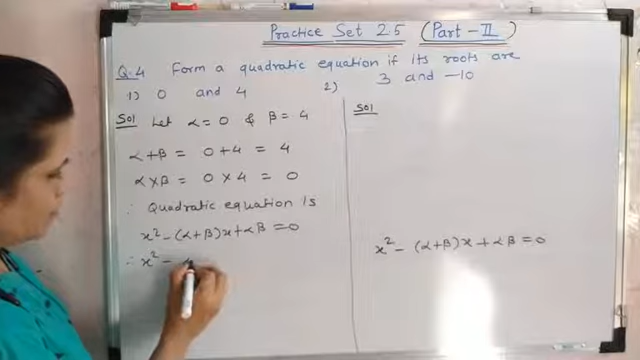 Practice Set 2.5 (Part-II)
Q.4 Form a quadratic equation if its roots are
1) 0 and 4 2) 3 and -10
Sol Let α = 0 & β = 4
α+β = 0+4 = 4
α×β = 0 × 4 = 0
∴ Quadratic equation is
x² - (α+β)x + αβ = 0
∴ x² -
Sol
x² - (α+β)x + αβ = 0